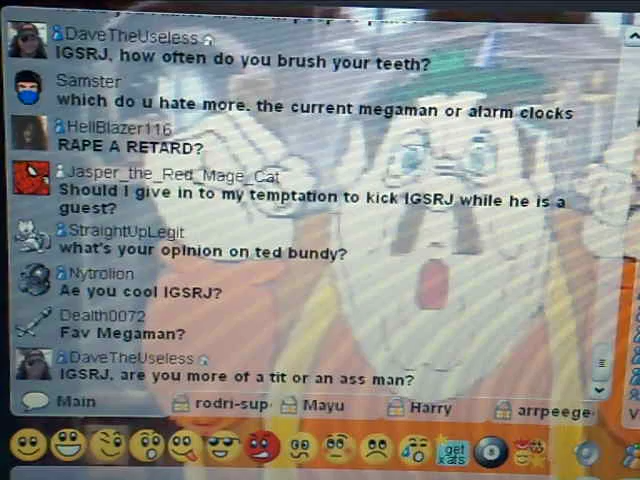 DaveTheUseless
IGSRJ, how often do you brush your teeth?
Samster
which do u hate more. the current megaman or alarm clocks
HellBlazer116
RAPE A RETARD?
Jasper_the_Red_Mage_Cat
Should I give in to my temptation to kick IGSRJ while he is a
guest?
StraightUpLegit
what's your opinion on ted bundy?
Nytrolion
Ae you cool IGSRJ?
Dealth0072
Fav Megaman?
DaveTheUseless
IGSRJ, are you more of a tit or an ass man?
Main rodri-sup Mayu Harry arrpeege
get
xats